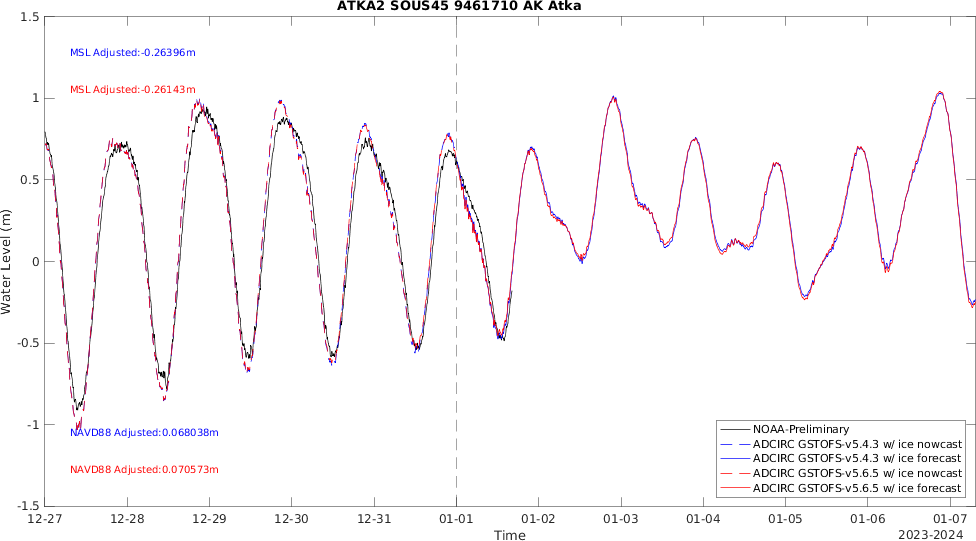 ATKA2 SOUS45 9461710 AK Atka
1.5
1
0.5
0
-0.5
-1
-1.5
Water Level (m)
MSL Adjusted:-0.26396m
MSL Adjusted:-0.26143m
NAVD88 Adjusted:0.068038m
NAVD88 Adjusted:0.070573m
NOAA-Preliminary
ADCIRC GSTOFS-v5.4.3 w/ ice nowcast
ADCIRC GSTOFS-v5.4.3 w/ ice forecast
ADCIRC GSTOFS-v5.6.5 w/ ice nowcast
ADCIRC GSTOFS-v5.6.5 w/ ice forecast
12-27 12-28 12-29 12-30 12-31 01-01 01-02 01-03 01-04 01-05 01-06 01-07
Time
2023-2024